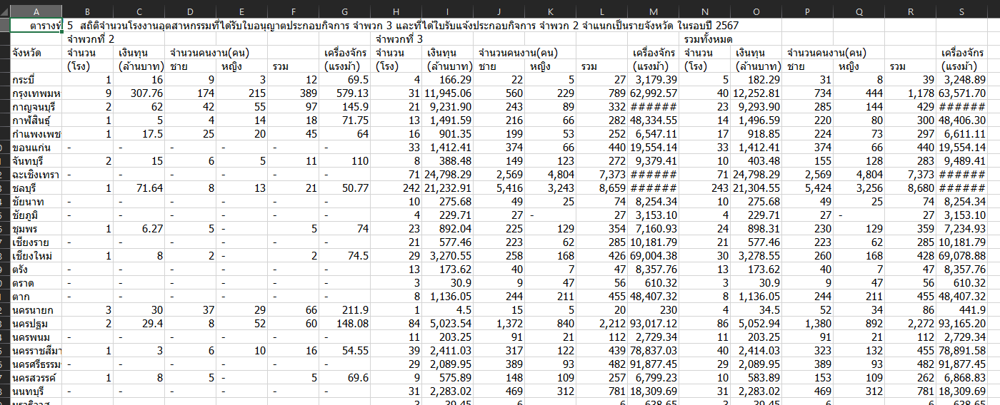 A B C D E F G H I J K L M N O P Q R S
ตารางที่ 5 สถิติจำนวนโรงงานอุตสาหกรรมที่ได้รับใบอนุญาตประกอบกิจการ จำพวก 3 และที่ได้ใบรับแจ้งประกอบกิจการ จำพวก 2 จำแนกเป็นรายจังหวัด ในรอบปี 2567
จำพวกที่ 2 จำพวกที่ 3 รวมทั้งหมด
จังหวัด จำนวน เงินทุน จำนวนคนงาน(คน) เครื่องจักร จำนวน เงินทุน จำนวนคนงาน(คน) เครื่องจักร จำนวน เงินทุน จำนวนคนงาน(คน) เครื่องจักร
(โรง) (ล้านบาท) ชาย หญิง รวม (แรงม้า) (โรง) (ล้านบาท) ชาย หญิง รวม (แรงม้า) (โรง) (ล้านบาท) ชาย หญิง รวม (แรงม้า)
กระบี่ 1 16 9 3 12 69.5 4 166.29 22 5 27 3,179.39 5 182.29 31 8 39 3,248.89
กรุงเทพมห 9 307.76 174 215 389 579.13 31 11,945.06 560 229 789 62,992.57 40 12,252.81 734 444 1,178 63,571.70
กาญจนบุรี 2 62 42 55 97 145.9 21 9,231.90 243 89 332 ###### 23 9,293.90 285 144 429 ######
กาฬสินธุ์ 1 5 4 14 18 71.75 13 1,491.59 216 66 282 48,334.55 14 1,496.59 220 80 300 48,406.30
กำแพงเพช 1 17.5 25 20 45 64 16 901.35 199 53 252 6,547.11 17 918.85 224 73 297 6,611.11
ขอนแก่น - - - - - - 33 1,412.41 374 66 440 19,554.14 33 1,412.41 374 66 440 19,554.14
จันทบุรี 2 15 6 5 11 110 8 388.48 149 123 272 9,379.41 10 403.48 155 128 283 9,489.41
ฉะเชิงเทรา - - - - - - 71 24,798.29 2,569 4,804 7,373 ###### 71 24,798.29 2,569 4,804 7,373 ######
ชลบุรี 1 71.64 8 13 21 50.77 242 21,232.91 5,416 3,243 8,659 ###### 243 21,304.55 5,424 3,256 8,680 ######
ชัยนาท - - - - - - 10 275.68 49 25 74 8,254.34 10 275.68 49 25 74 8,254.34
ชัยภูมิ - - - - - - 4 229.71 27 - 27 3,153.10 4 229.71 27 - 27 3,153.10
ชุมพร 1 6.27 5 - 5 74 23 892.04 225 129 354 7,160.93 24 898.31 230 129 359 7,234.93
เชียงราย - - - - - - 21 577.46 223 62 285 10,181.79 21 577.46 223 62 285 10,181.79
เชียงใหม่ 1 8 2 - 2 74.5 29 3,270.55 258 168 426 69,004.38 30 3,278.55 260 168 428 69,078.88
ตรัง - - - - - - 13 173.62 40 7 47 8,357.76 13 173.62 40 7 47 8,357.76
ตราด - - - - - - 3 30.9 9 47 56 610.32 3 30.9 9 47 56 610.32
ตาก - - - - - - 8 1,136.05 244 211 455 48,407.32 8 1,136.05 244 211 455 48,407.32
นครนายก 3 30 37 29 66 211.9 1 4.5 15 5 20 230 4 34.5 52 34 86 441.9
นครปฐม 2 29.4 8 52 60 148.08 84 5,023.54 1,372 840 2,212 93,017.12 86 5,052.94 1,380 892 2,272 93,165.20
นครพนม - - - - - - 11 203.25 91 21 112 2,729.34 11 203.25 91 21 112 2,729.34
นครราชสีมา 1 3 6 10 16 54.55 39 2,411.03 317 122 439 78,837.03 40 2,414.03 323 132 455 78,891.58
นครศรีธรรม - - - - - - 29 2,089.95 389 93 482 91,877.45 29 2,089.95 389 93 482 91,877.45
นครสวรรค์ 1 8 5 - 5 69.6 9 575.89 148 109 257 6,799.23 10 583.89 153 109 262 6,868.83
นนทบุรี - - - - - - 31 2,283.02 469 312 781 18,309.69 31 2,283.02 469 312 781 18,309.69